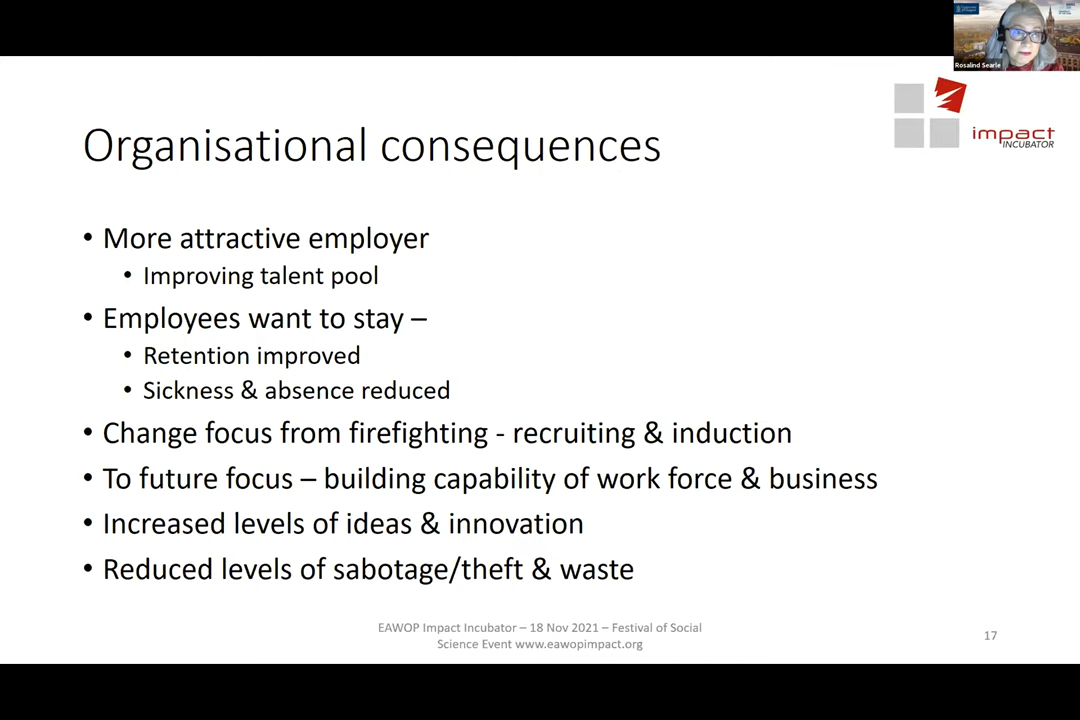 Rosalind Searle
impact
INCUBATOR
Organisational consequences
• More attractive employer
• Improving talent pool
• Employees want to stay –
• Retention improved
• Sickness & absence reduced
• Change focus from firefighting - recruiting & induction
• To future focus – building capability of work force & business
• Increased levels of ideas & innovation
• Reduced levels of sabotage/theft & waste
EAWOP Impact Incubator – 18 Nov 2021 – Festival of Social
Science Event www.eawopimpact.org
17